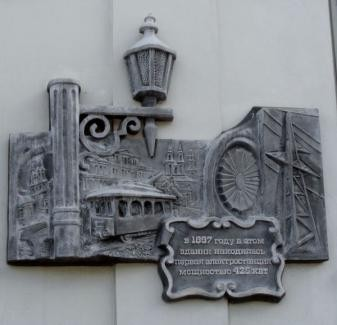 в 1897 году в этом
здании находилась
первая электростанция
мощностью 425 квт